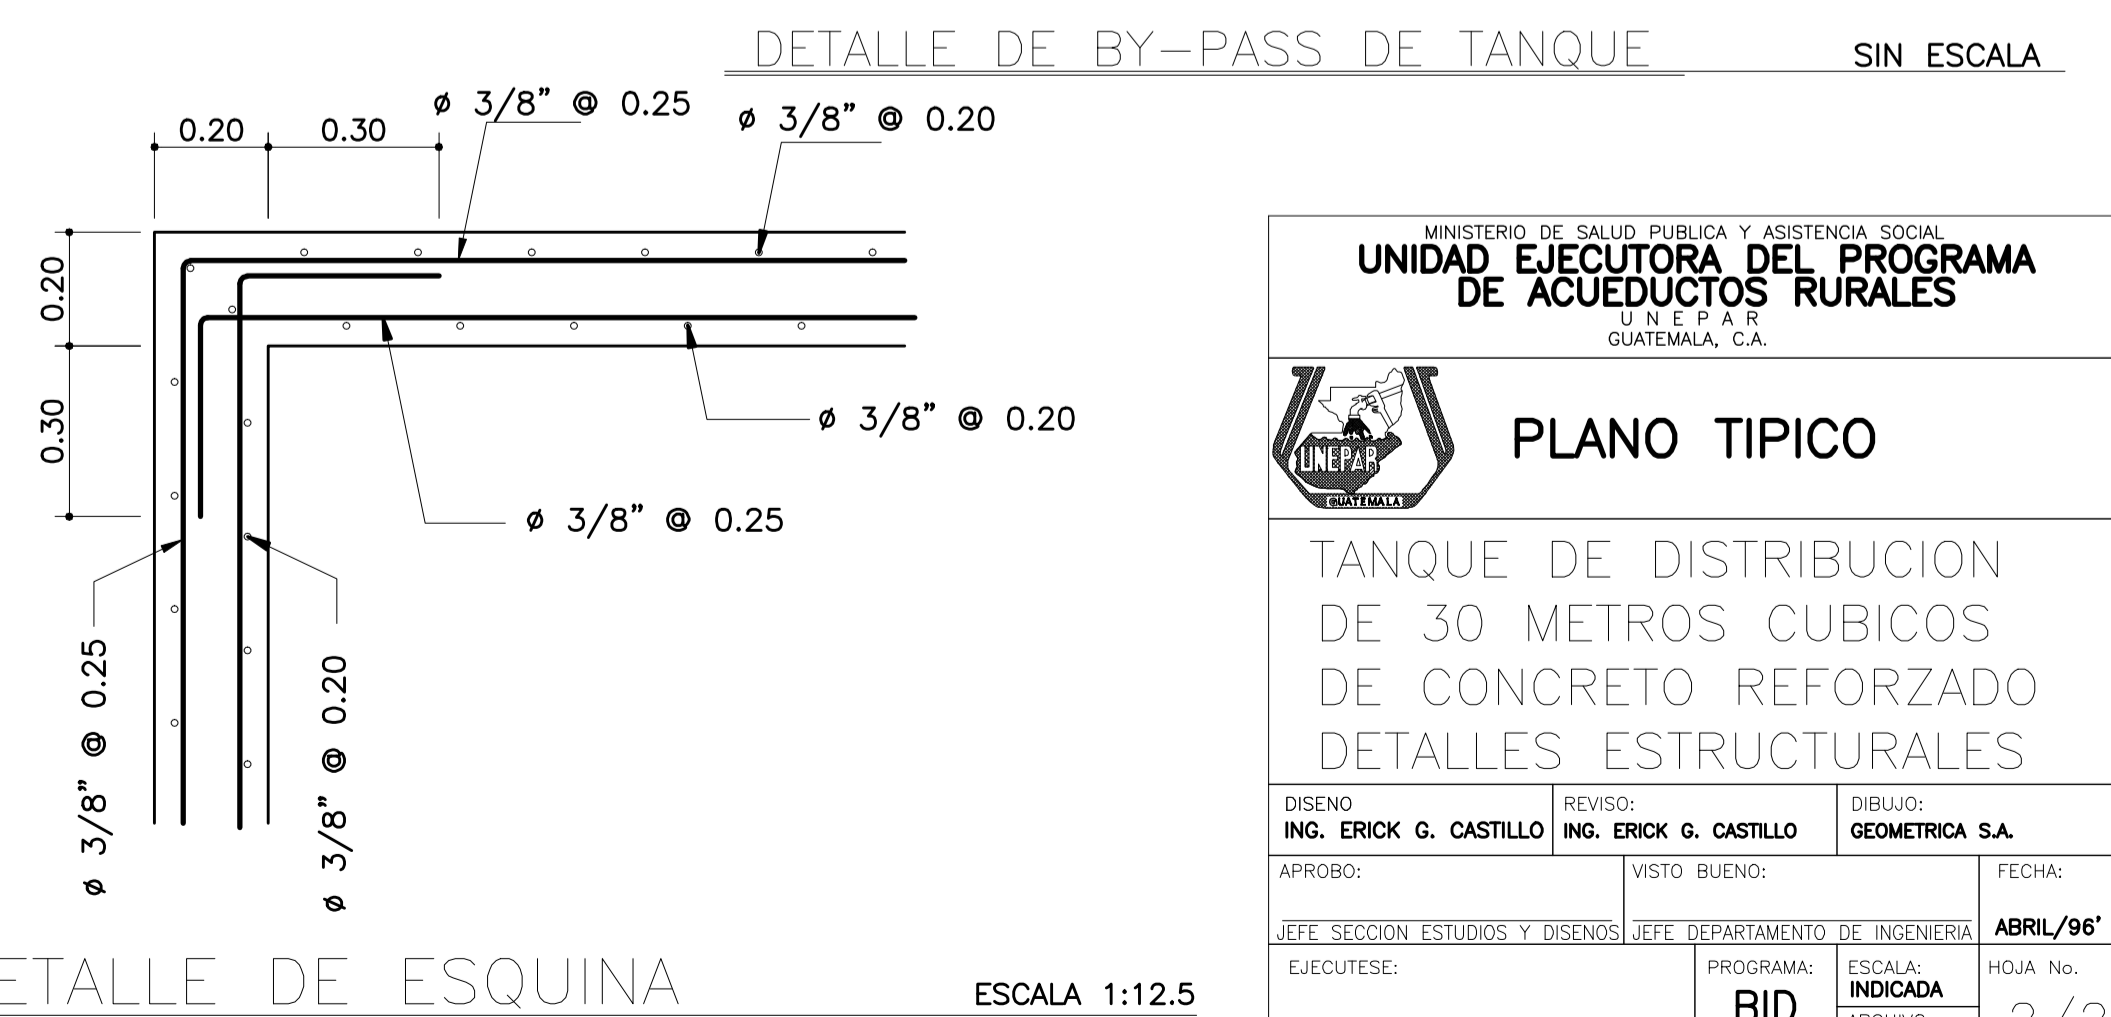 DETALLE DE BY-PASS DE TANQUE SIN ESCALA
0.20 0.30
ø 3/8" @ 0.25
ø 3/8" @ 0.20
0.20
0.30
ø 3/8" @ 0.20
ø 3/8" @ 0.25
ø 3/8" @ 0.25
ø 3/8" @ 0.20
DE ESQUINA ESCALA 1:12.5
MINISTERIO DE SALUD PUBLICA Y ASISTENCIA SOCIAL
UNIDAD EJECUTORA DEL PROGRAMA
DE ACUEDUCTOS RURALES
U N E P A R
GUATEMALA, C.A.
UNEPAR
GUATEMALA
PLANO TIPICO
TANQUE DE DISTRIBUCION
DE 30 METROS CUBICOS
DE CONCRETO REFORZADO
DETALLES ESTRUCTURALES
DISENO
ING. ERICK G. CASTILLO
REVISO:
ING. ERICK G. CASTILLO
DIBUJO:
GEOMETRICA S.A.
APROBO:
JEFE SECCION ESTUDIOS Y DISENOS
VISTO BUENO:
JEFE DEPARTAMENTO DE INGENIERIA
FECHA:
ABRIL/96'
EJECUTESE:
PROGRAMA:
BID
ESCALA:
INDICADA
HOJA No.